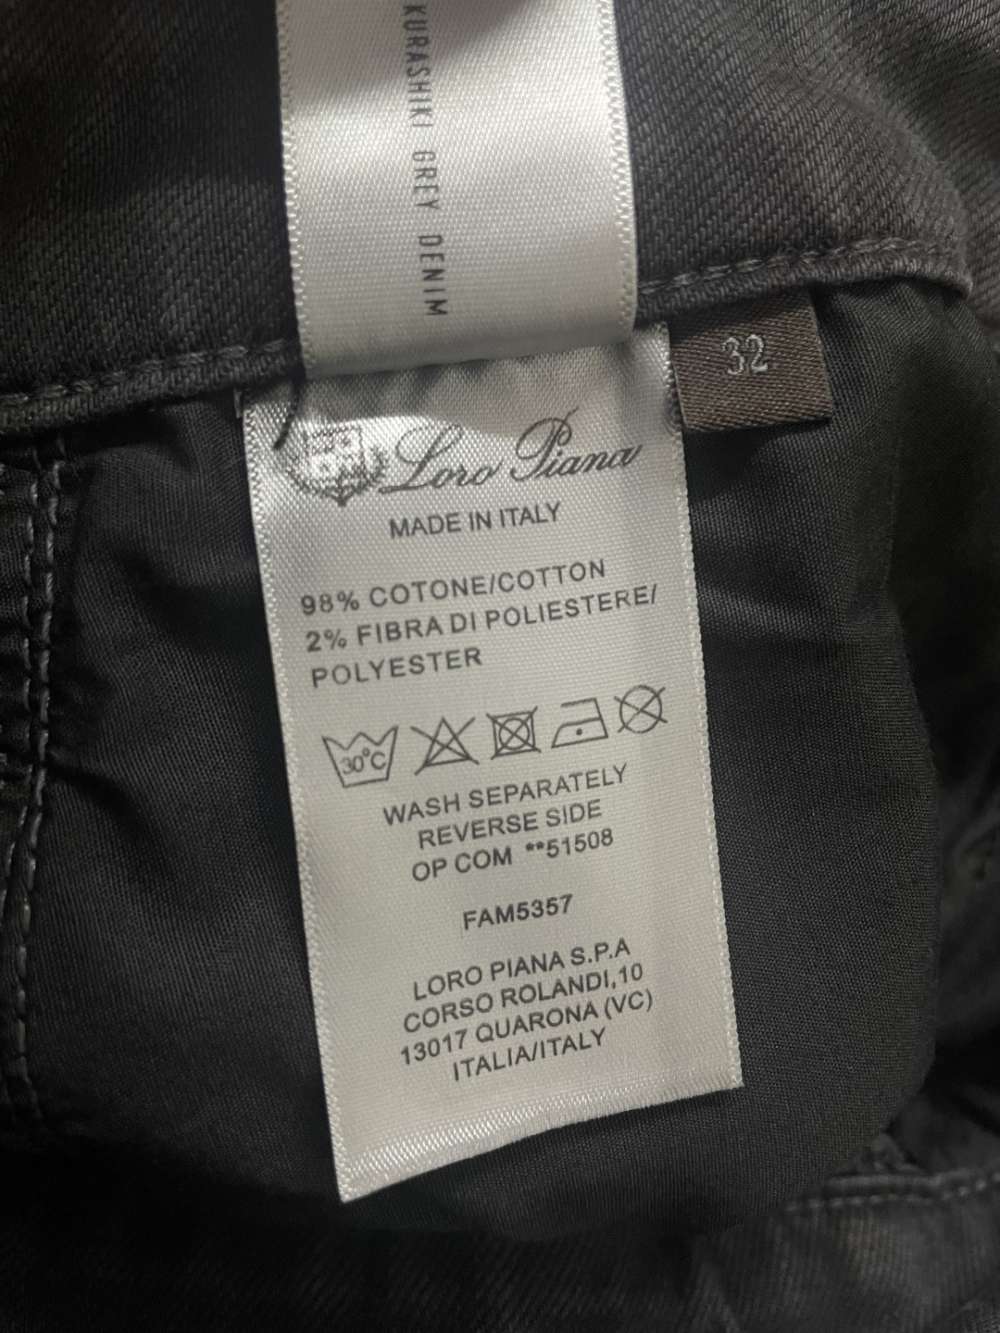 KURASHIKI GREY DENIM
32
Loro Piana
MADE IN ITALY
98% COTONE/COTTON
2% FIBRA DI POLIESTERE/
POLYESTER
30°C
WASH SEPARATELY
REVERSE SIDE
OP COM **51508
FAM5357
LORO PIANA S.P.A
CORSO ROLANDI,10
13017 QUARONA (VC)
ITALIA/ITALY